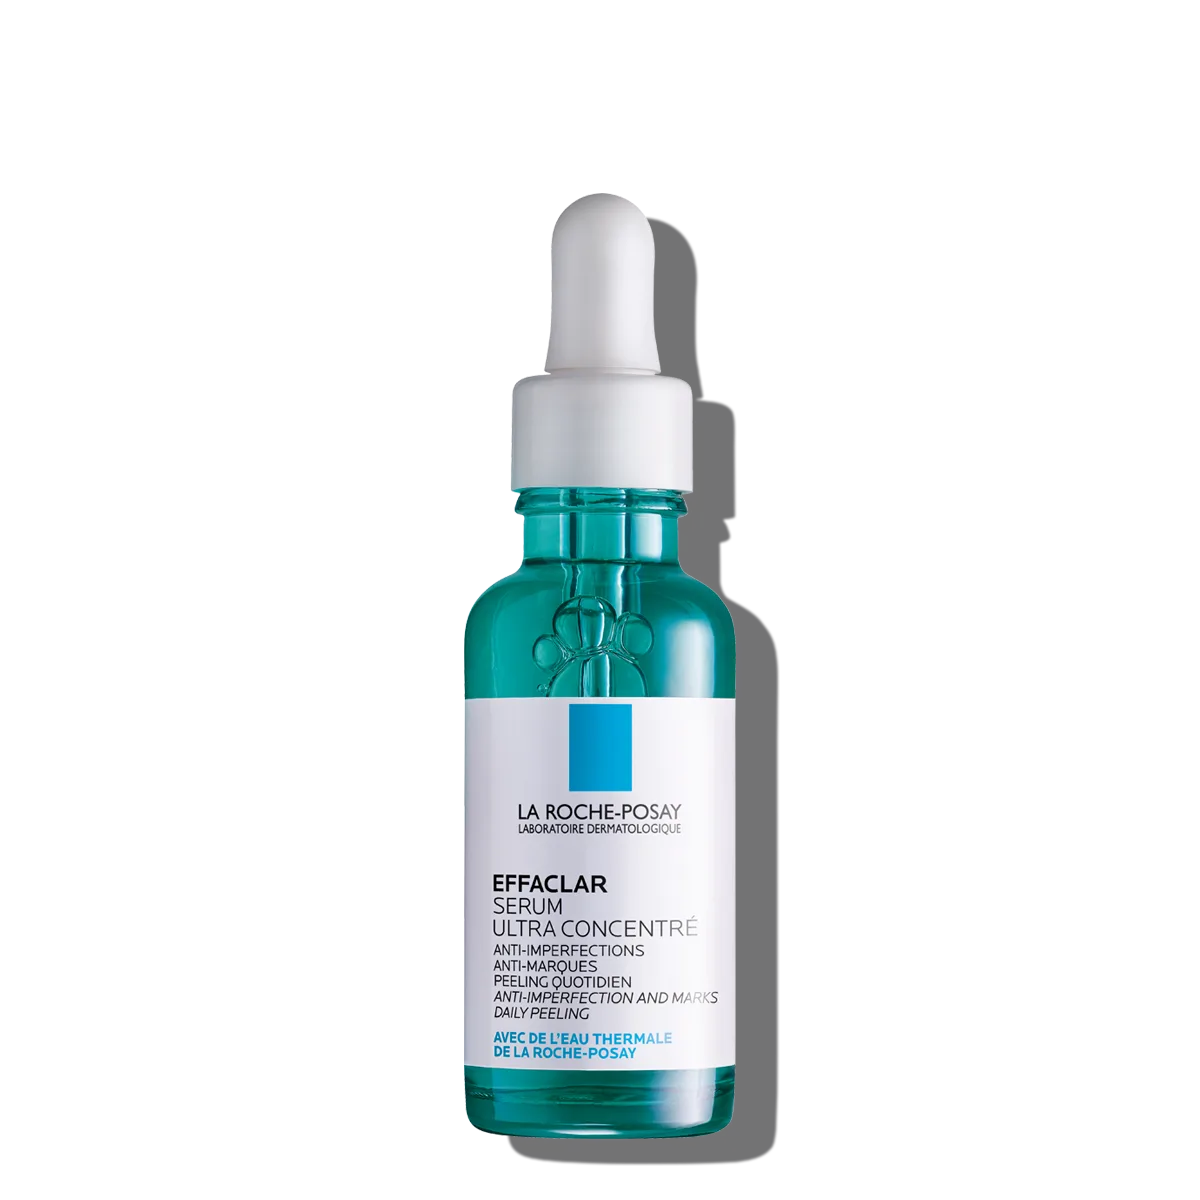 LA ROCHE-POSAY
LABORATOIRE DERMATOLOGIQUE
EFFACLAR
SERUM
ULTRA CONCENTRÉ
ANTI-IMPERFECTIONS
ANTI-MARQUES
PEELING QUOTIDIEN
ANTI-IMPERFECTION AND MARKS
DAILY PEELING
AVEC DE L'EAU THERMALE
DE LA ROCHE-POSAY